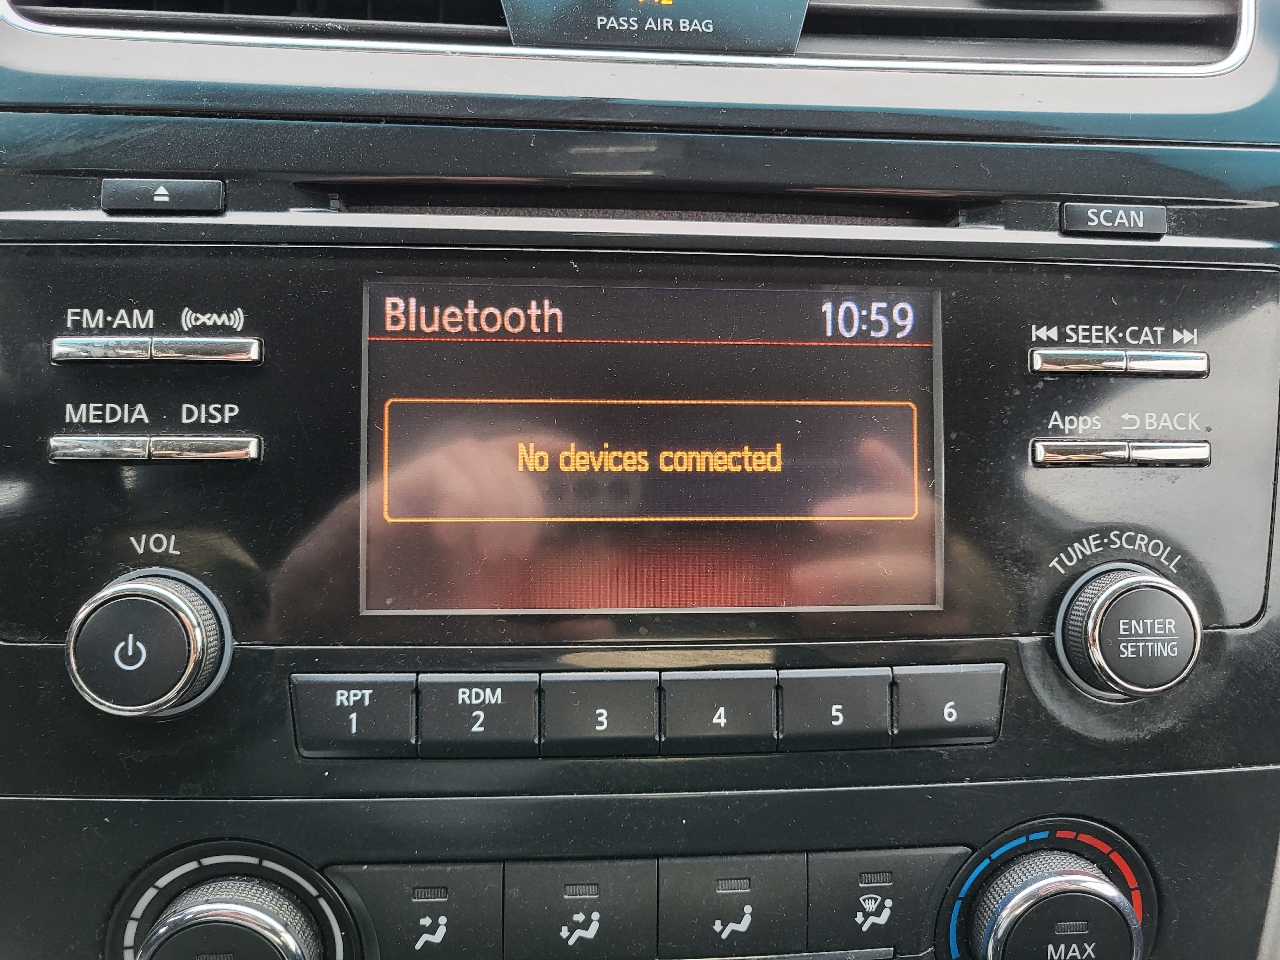 PASS AIR BAG
SCAN
FM·AM XM
Bluetooth 10:59
SEEK·CAT
MEDIA · DISP
Apps BACK
No devices connected
VOL
TUNE·SCROLL
ENTER
SETTING
RPT
1
RDM
2
3
4
5
6
MAX